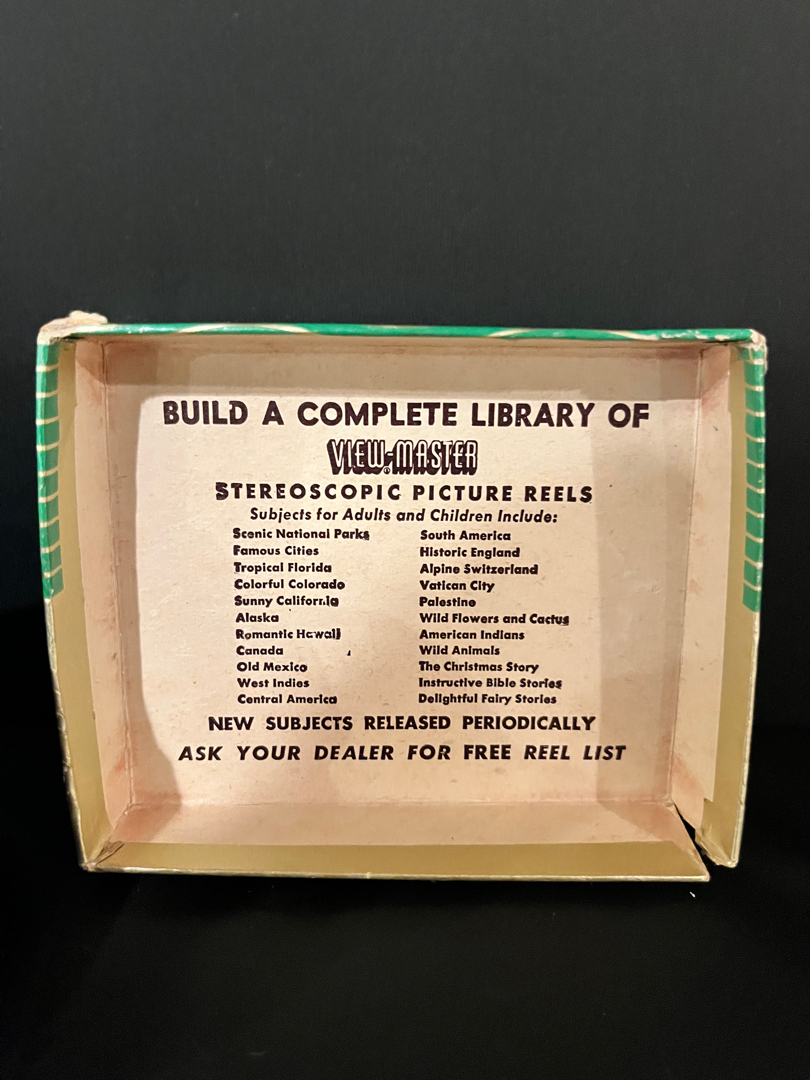 BUILD A COMPLETE LIBRARY OF
VIEW-MASTER
STEREOSCOPIC PICTURE REELS
Subjects for Adults and Children Include:
Scenic National Parks
Famous Cities
Tropical Florida
Colorful Colorado
Sunny California
Alaska
Romantic Hawaii
Canada
Old Mexico
West Indies
Central America
South America
Historic England
Alpine Switzerland
Vatican City
Palestine
Wild Flowers and Cactus
American Indians
Wild Animals
The Christmas Story
Instructive Bible Stories
Delightful Fairy Stories
NEW SUBJECTS RELEASED PERIODICALLY
ASK YOUR DEALER FOR FREE REEL LIST